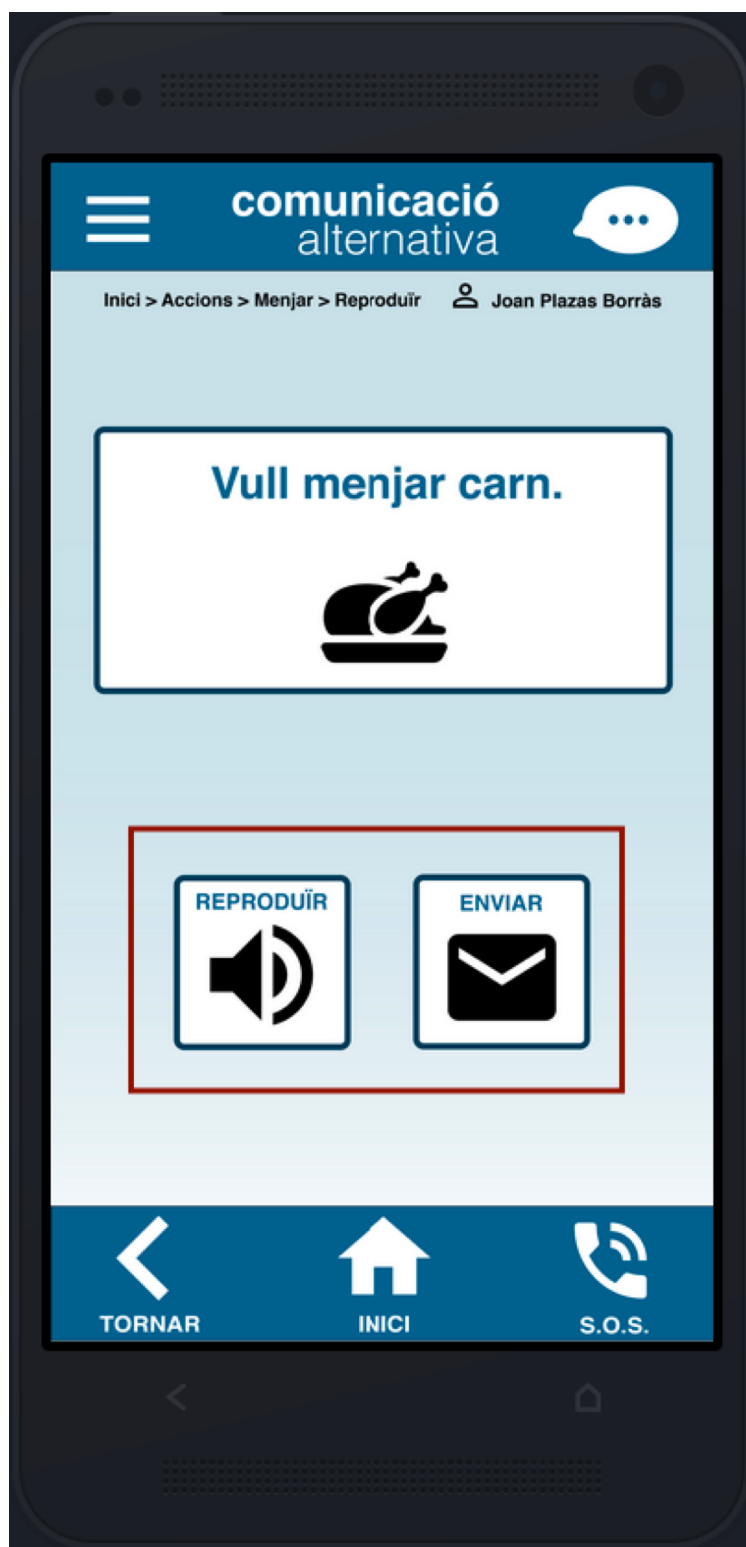 comunicació
alternativa
Inici > Accions > Menjar > Reproduïr Joan Plazas Borràs
Vull menjar carn.
REPRODUÏR ENVIAR
TORNAR INICI S.O.S.